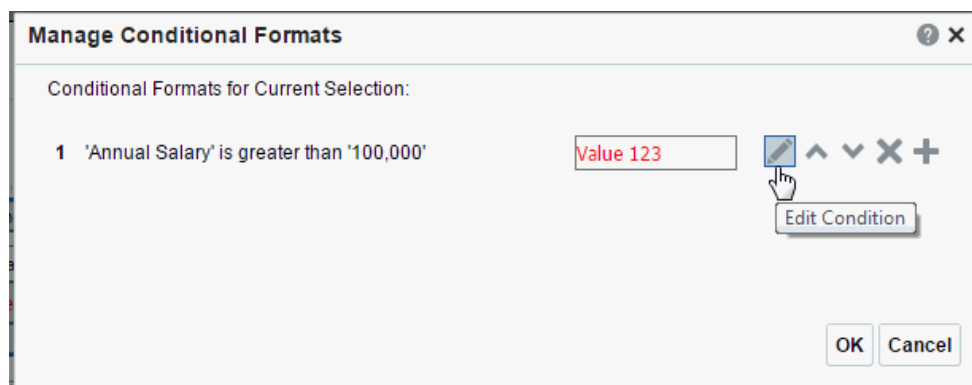 Manage Conditional Formats
Conditional Formats for Current Selection:
1 'Annual Salary' is greater than '100,000' Value 123
Edit Condition
OK Cancel